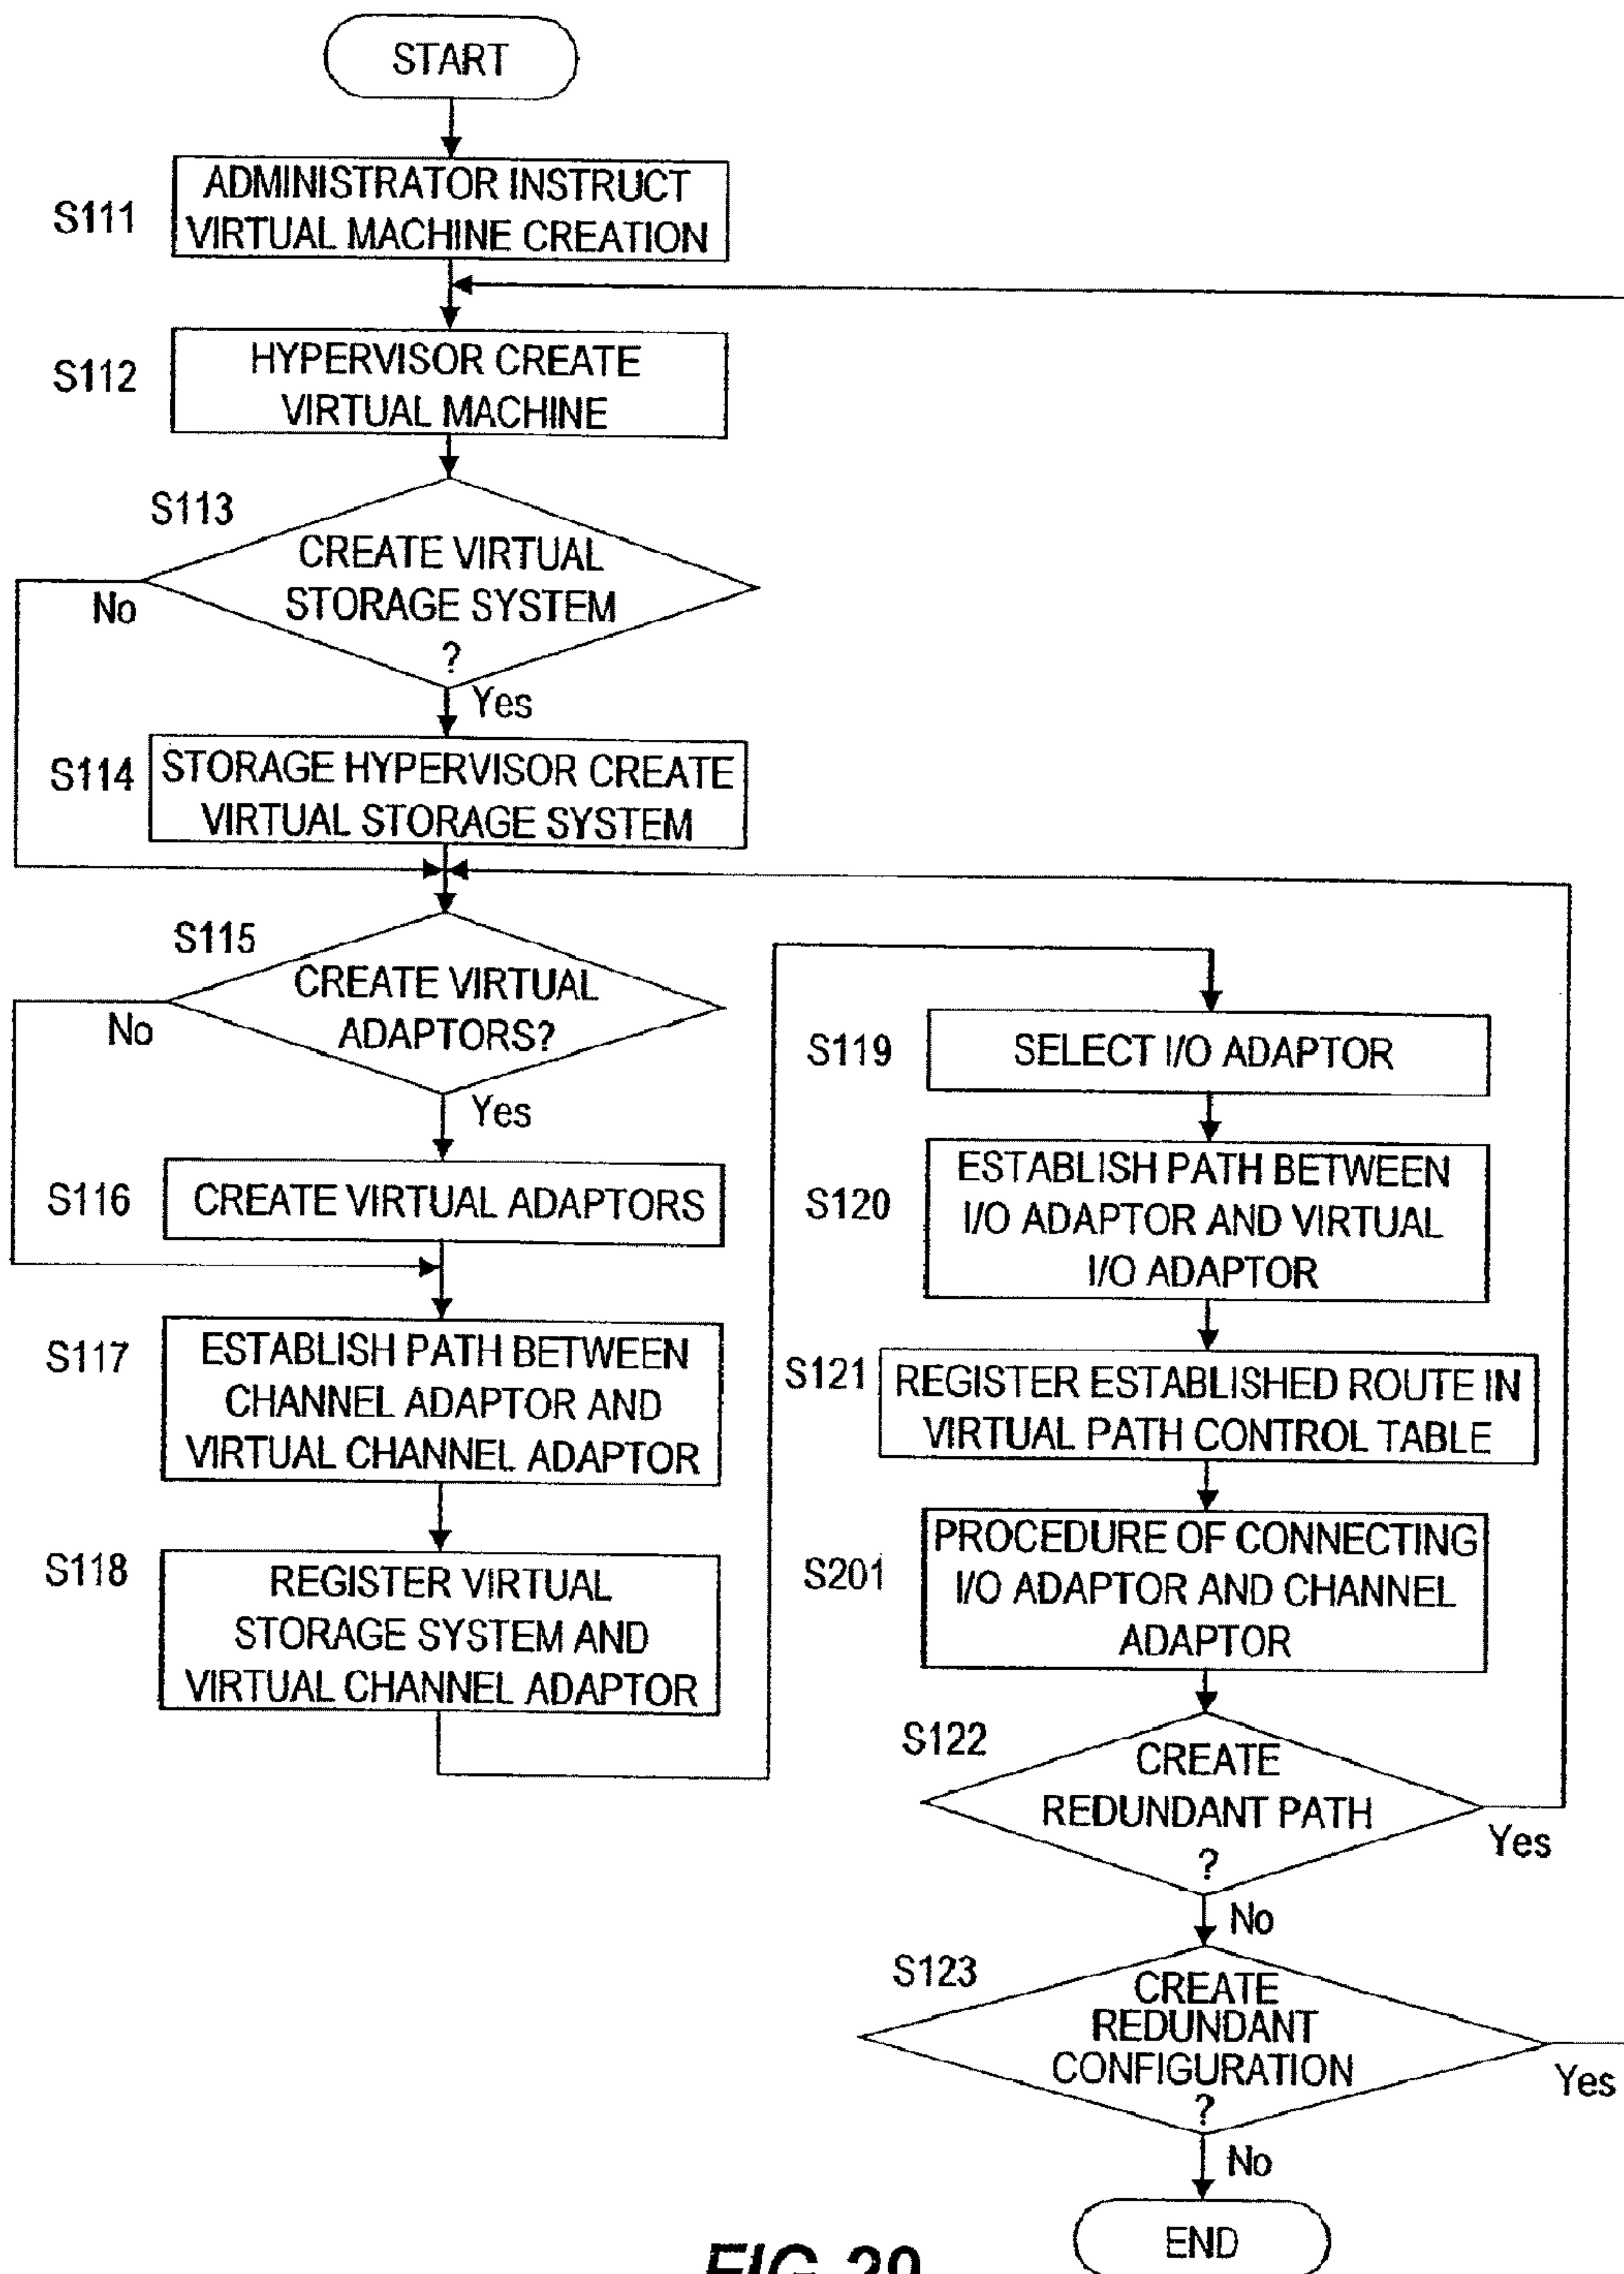 START
S111
ADMINISTRATOR INSTRUCT
VIRTUAL MACHINE CREATION
S112
HYPERVISOR CREATE
VIRTUAL MACHINE
S113
CREATE VIRTUAL
STORAGE SYSTEM
?
No
Yes
S114
STORAGE HYPERVISOR CREATE
VIRTUAL STORAGE SYSTEM
S115
CREATE VIRTUAL
ADAPTORS?
No
Yes
S116
CREATE VIRTUAL ADAPTORS
S117
ESTABLISH PATH BETWEEN
CHANNEL ADAPTOR AND
VIRTUAL CHANNEL ADAPTOR
S118
REGISTER VIRTUAL
STORAGE SYSTEM AND
VIRTUAL CHANNEL ADAPTOR
S119
SELECT I/O ADAPTOR
S120
ESTABLISH PATH BETWEEN
I/O ADAPTOR AND VIRTUAL
I/O ADAPTOR
S121
REGISTER ESTABLISHED ROUTE IN
VIRTUAL PATH CONTROL TABLE
S201
PROCEDURE OF CONNECTING
I/O ADAPTOR AND CHANNEL
ADAPTOR
S122
CREATE
REDUNDANT PATH
?
Yes
No
S123
CREATE
REDUNDANT
CONFIGURATION
?
Yes
No
END